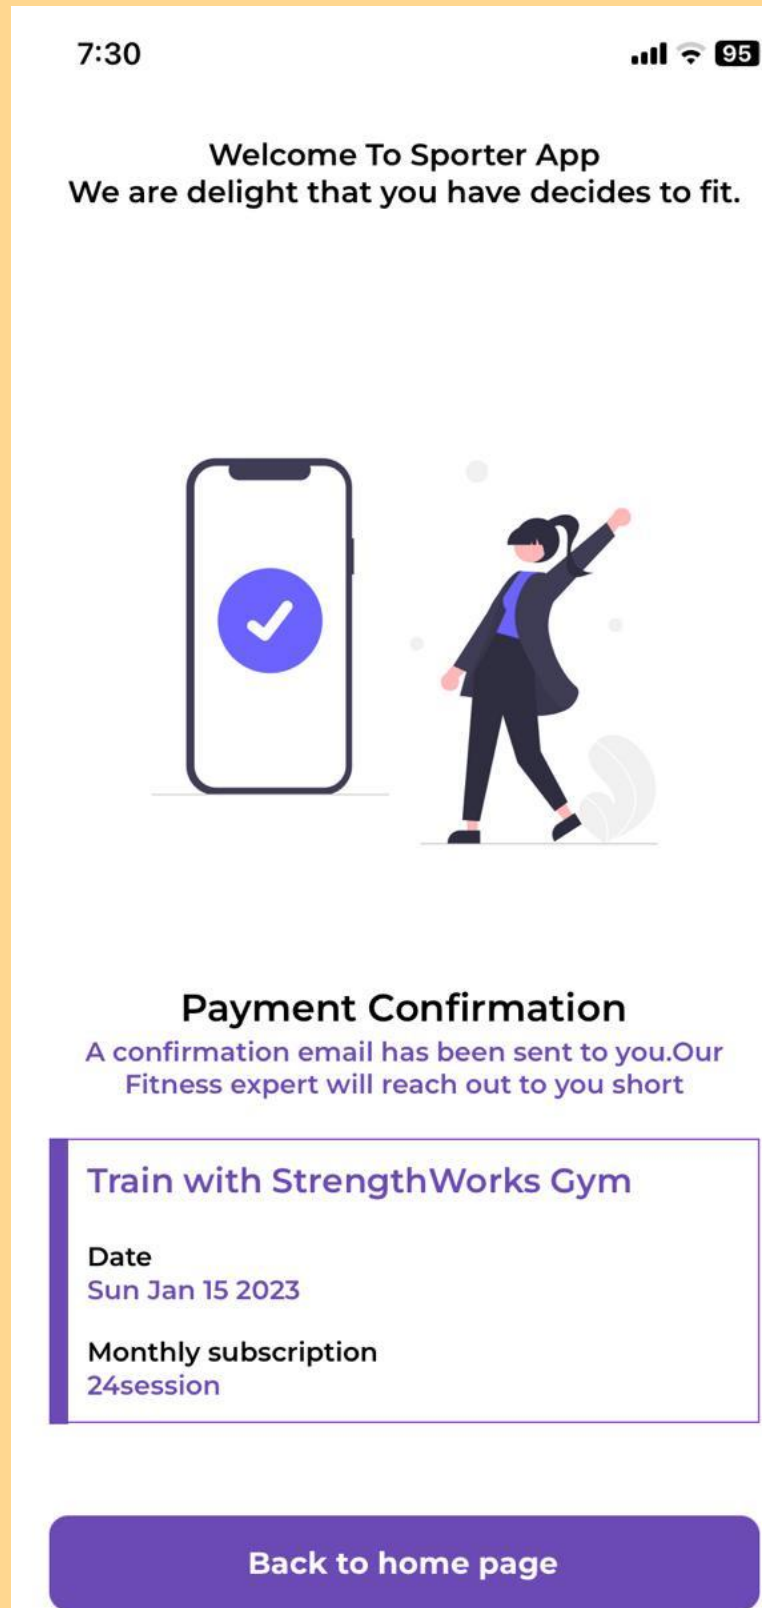 7:30
95
Welcome To Sporter App
We are delight that you have decides to fit.
Payment Confirmation
A confirmation email has been sent to you.Our
Fitness expert will reach out to you short
Train with StrengthWorks Gym
Date
Sun Jan 15 2023
Monthly subscription
24session
Back to home page